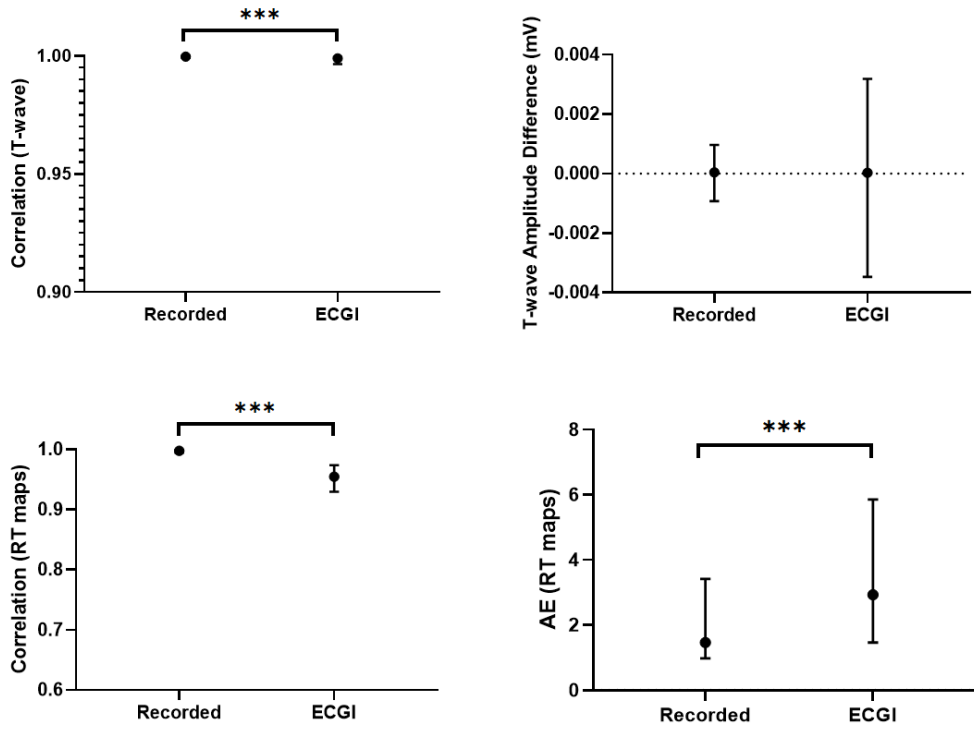 ***
Correlation (T-wave)
1.00
0.95
0.90
Recorded
ECGI
T-wave Amplitude Difference (mV)
0.004
0.002
0.000
-0.002
-0.004
Recorded
ECGI
***
Correlation (RT maps)
1.0
0.9
0.8
0.7
0.6
Recorded
ECGI
***
AE (RT maps)
8
6
4
2
0
Recorded
ECGI